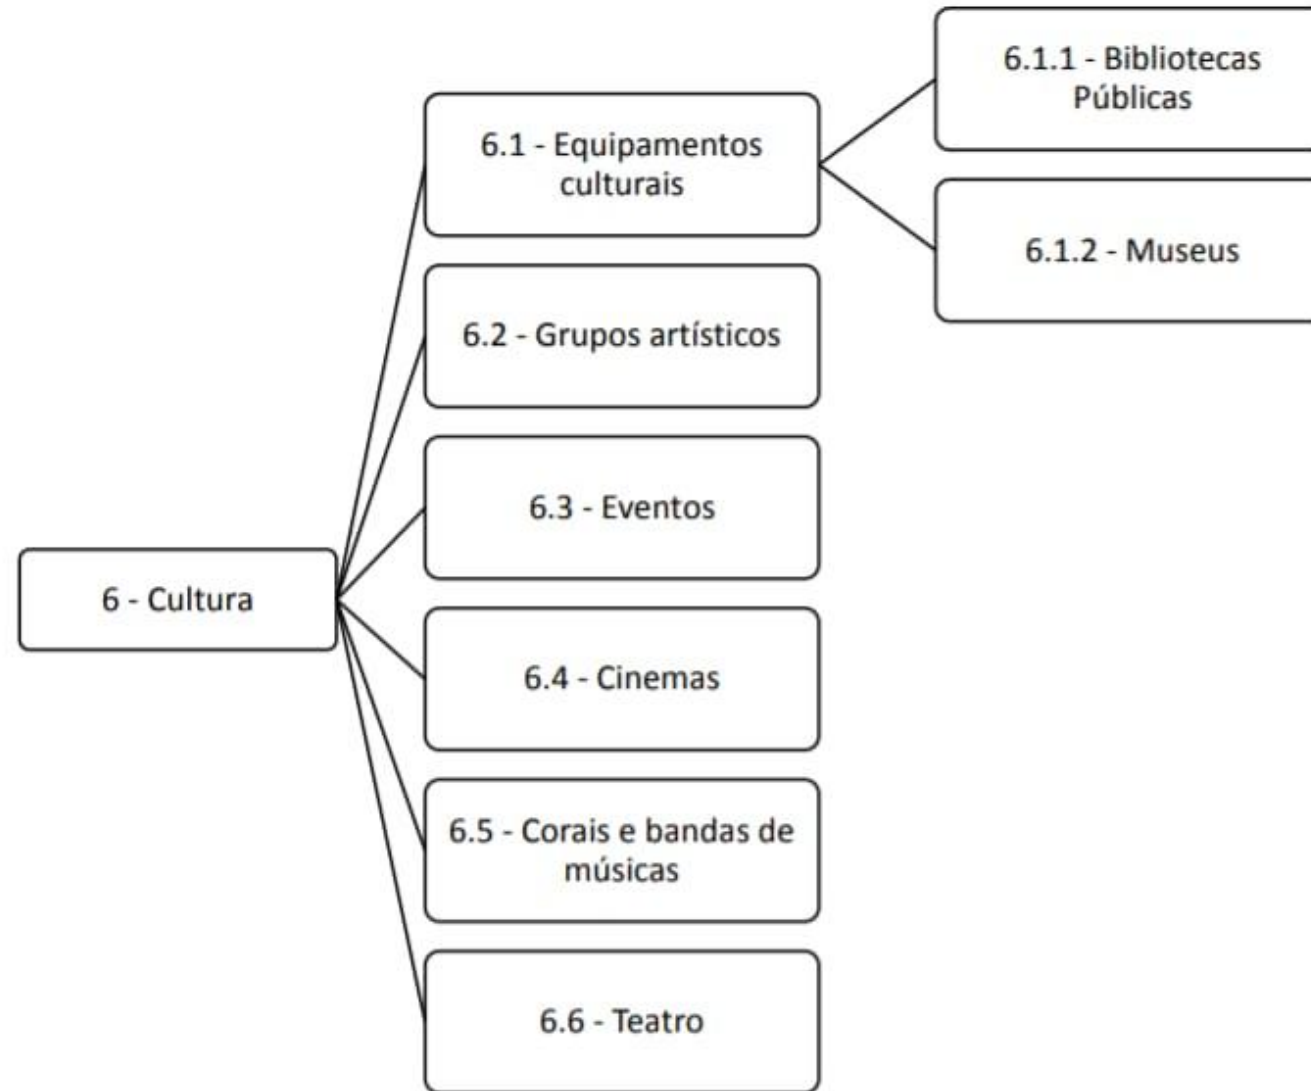 6 - Cultura
6.1 - Equipamentos
culturais
6.1.1 - Bibliotecas
Públicas
6.1.2 - Museus
6.2 - Grupos artísticos
6.3 - Eventos
6.4 - Cinemas
6.5 - Corais e bandas de
músicas
6.6 - Teatro